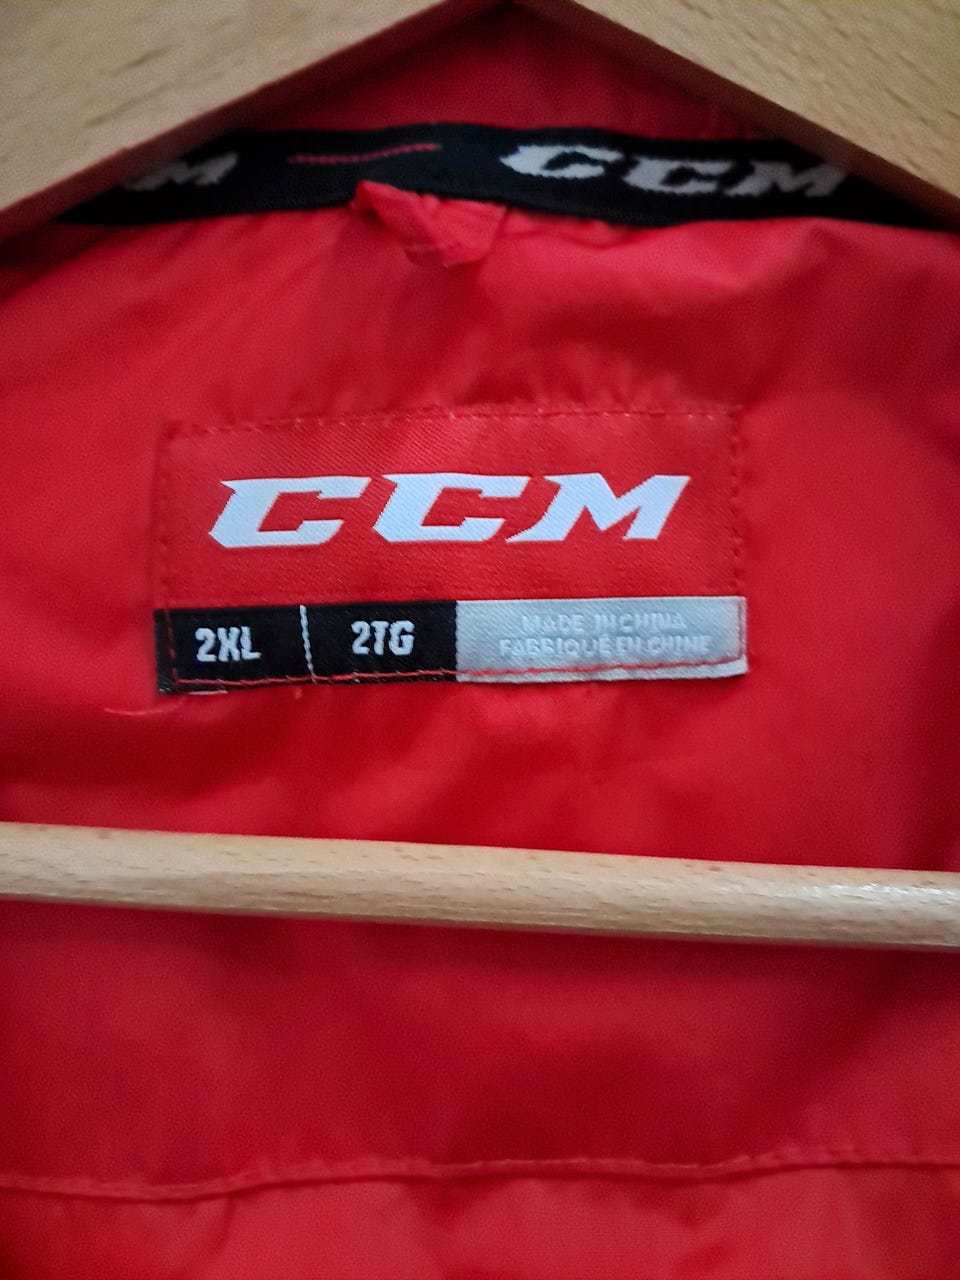 CCM
CCM
2XL 2TG
MADE IN CHINA
FABRIQUÉ EN CHINE